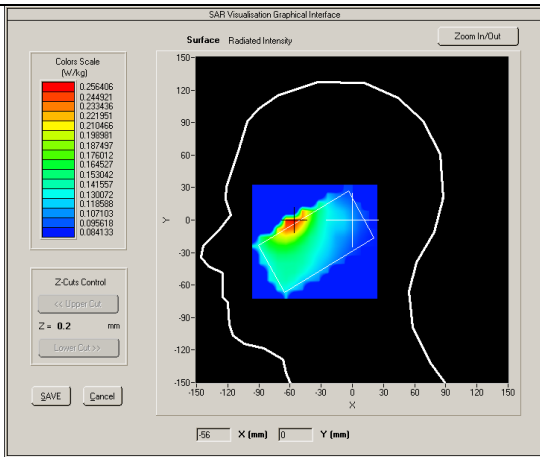 SAR Visualisation Graphical Interface
Surface Radiated Intensity
Zoom In/Out
Colors Scale
(W/kg)
0.256406
0.244921
0.233436
0.221951
0.210466
0.198981
0.187497
0.176012
0.164527
0.153042
0.141557
0.130072
0.118588
0.107103
0.095618
0.084133
Z-Cuts Control
<< Upper Cut
Z = 0.2 mm
Lower Cut >>
SAVE Cancel
150
120
90
60
30
0
-30
-60
-90
-120
-150
Y
-150 -120 -90 -60 -30 0 30 60 90 120 150
X
-56 X (mm) 0 Y (mm)